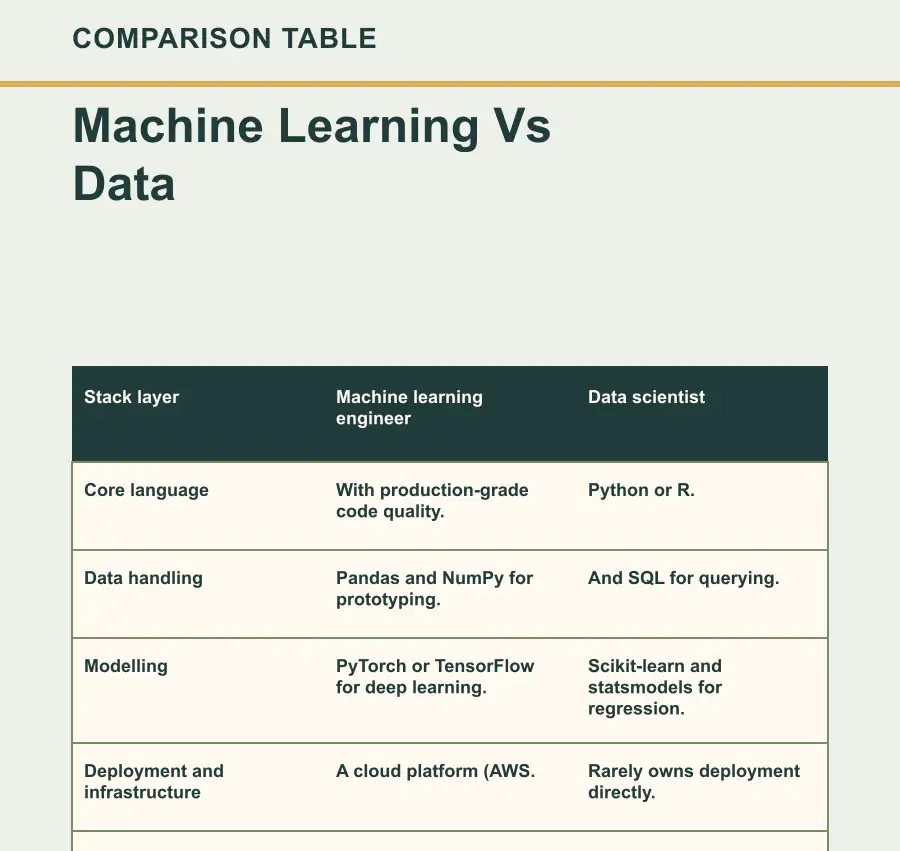 COMPARISON TABLE
Machine Learning Vs
Data
Stack layer
Machine learning
engineer
Data scientist
Core language
With production-grade
code quality.
Python or R.
Data handling
Pandas and NumPy for
prototyping.
And SQL for querying.
Modelling
PyTorch or TensorFlow
for deep learning.
Scikit-learn and
statsmodels for
regression.
Deployment and
infrastructure
A cloud platform (AWS.
Rarely owns deployment
directly.